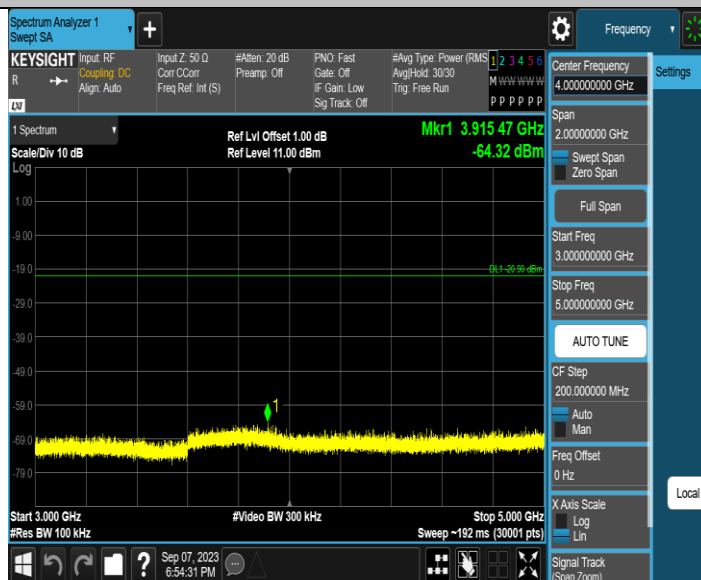 Spectrum Analyzer 1
Swept SA
Frequency
KEYSIGHT
R
LXI
Input: RF
Coupling: DC
Align: Auto
Input Z: 50 Ω
Corr CCorr
Freq Ref: Int (S)
#Atten: 20 dB
Preamp: Off
PNO: Fast
Gate: Off
IF Gain: Low
Sig Track: Off
#Avg Type: Power (RMS
Avg|Hold: 30/30
Trig: Free Run
1 2 3 4 5 6
M W W W W W
P P P P P P
1 Spectrum
Scale/Div 10 dB
Log
Ref Lvl Offset 1.00 dB
Ref Level 11.00 dBm
Mkr1 3.915 47 GHz
-64.32 dBm
1.00
-9.00
-19.0
DL1 -20.90 dBm
-29.0
-39.0
-49.0
-59.0
1
-69.0
-79.0
Start 3.000 GHz
#Video BW 300 kHz
Stop 5.000 GHz
#Res BW 100 kHz
Sweep ~192 ms (30001 pts)
?
Sep 07, 2023
6:54:31 PM
Center Frequency
4.00000000 GHz
Settings
Span
2.00000000 GHz
Swept Span
Zero Span
Full Span
Start Freq
3.000000000 GHz
Stop Freq
5.000000000 GHz
AUTO TUNE
CF Step
200.000000 MHz
Auto
Man
Freq Offset
0 Hz
X Axis Scale
Log
Lin
Local
Signal Track
(Span Zoom)